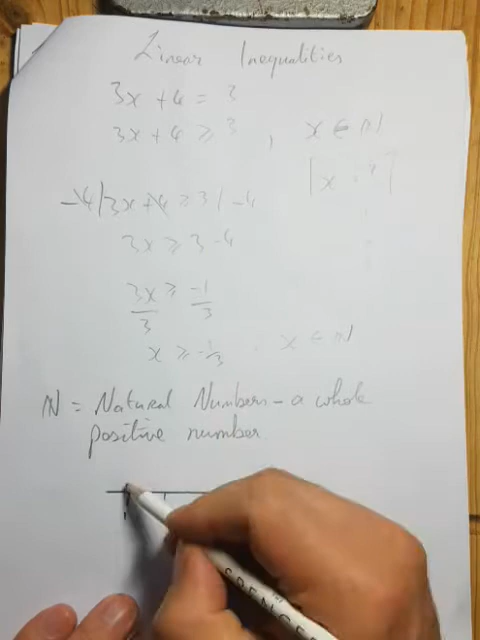 Linear Inequalities
3x + 4 = 3
3x + 4 ≥ 3 , x ∈ ℕ
[x : ?]
-4/3x + 4 ≥ 3/ -4
3x ≥ 3 - 4
3x/3 ≥ -1/3
x ≥ -1/3 x ∈ ℕ
ℕ = Natural Numbers - a whole
positive number